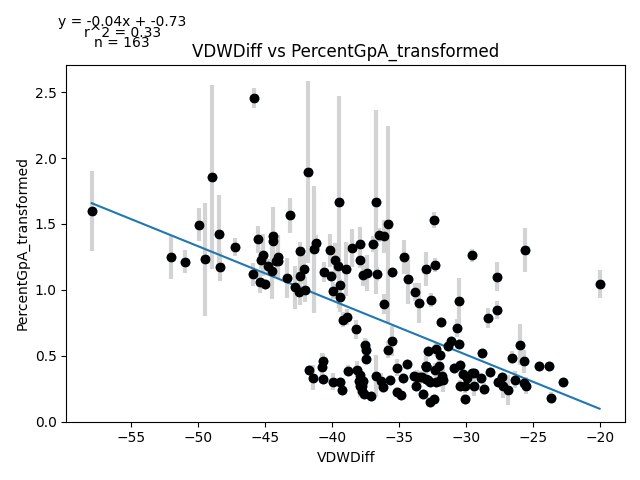 y = -0.04x + -0.73
r^2 = 0.33
n = 163
VDWDiff vs PercentGpA_transformed
PercentGpA_transformed
2.5
2.0
1.5
1.0
0.5
0.0
−55
−50
−45
−40
−35
−30
−25
−20
VDWDiff